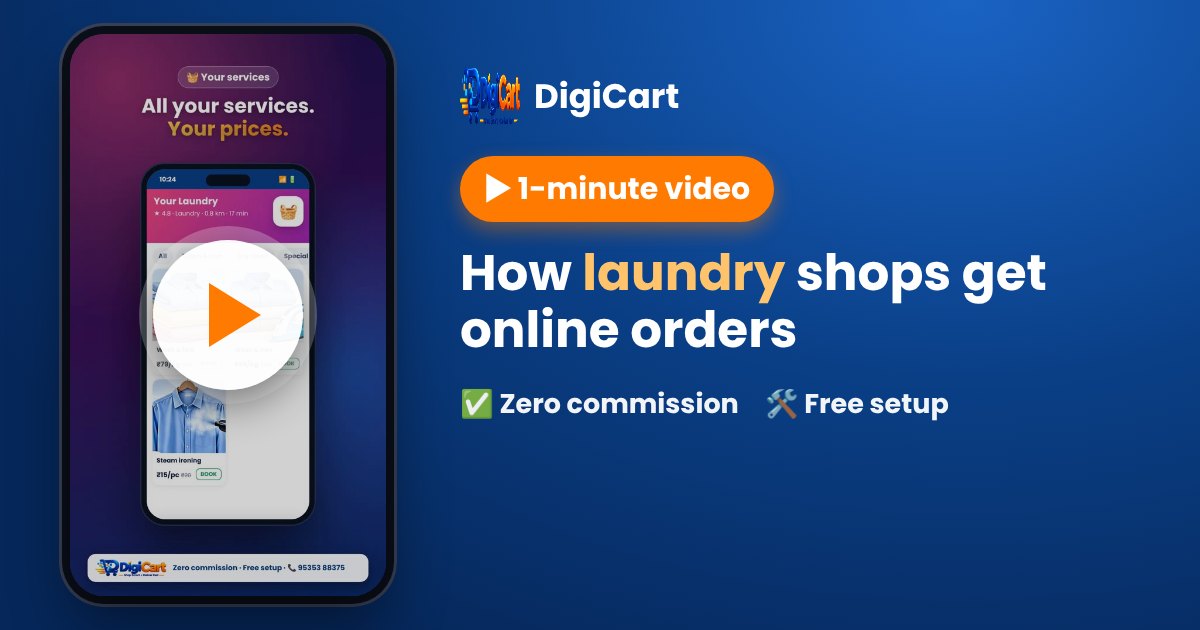 Your services
All your services.
Your prices.
10:24
Your Laundry
★ 4.8 · Laundry · 0.8 km · 17 min
All
Special
Steam ironing
₹15/pc
BOOK
DigiCart
Zero commission · Free setup · 📞 95353 88375
DigiCart
DigiCart
▶ 1-minute video
How laundry shops get
online orders
✅ Zero commission 🛠️ Free setup